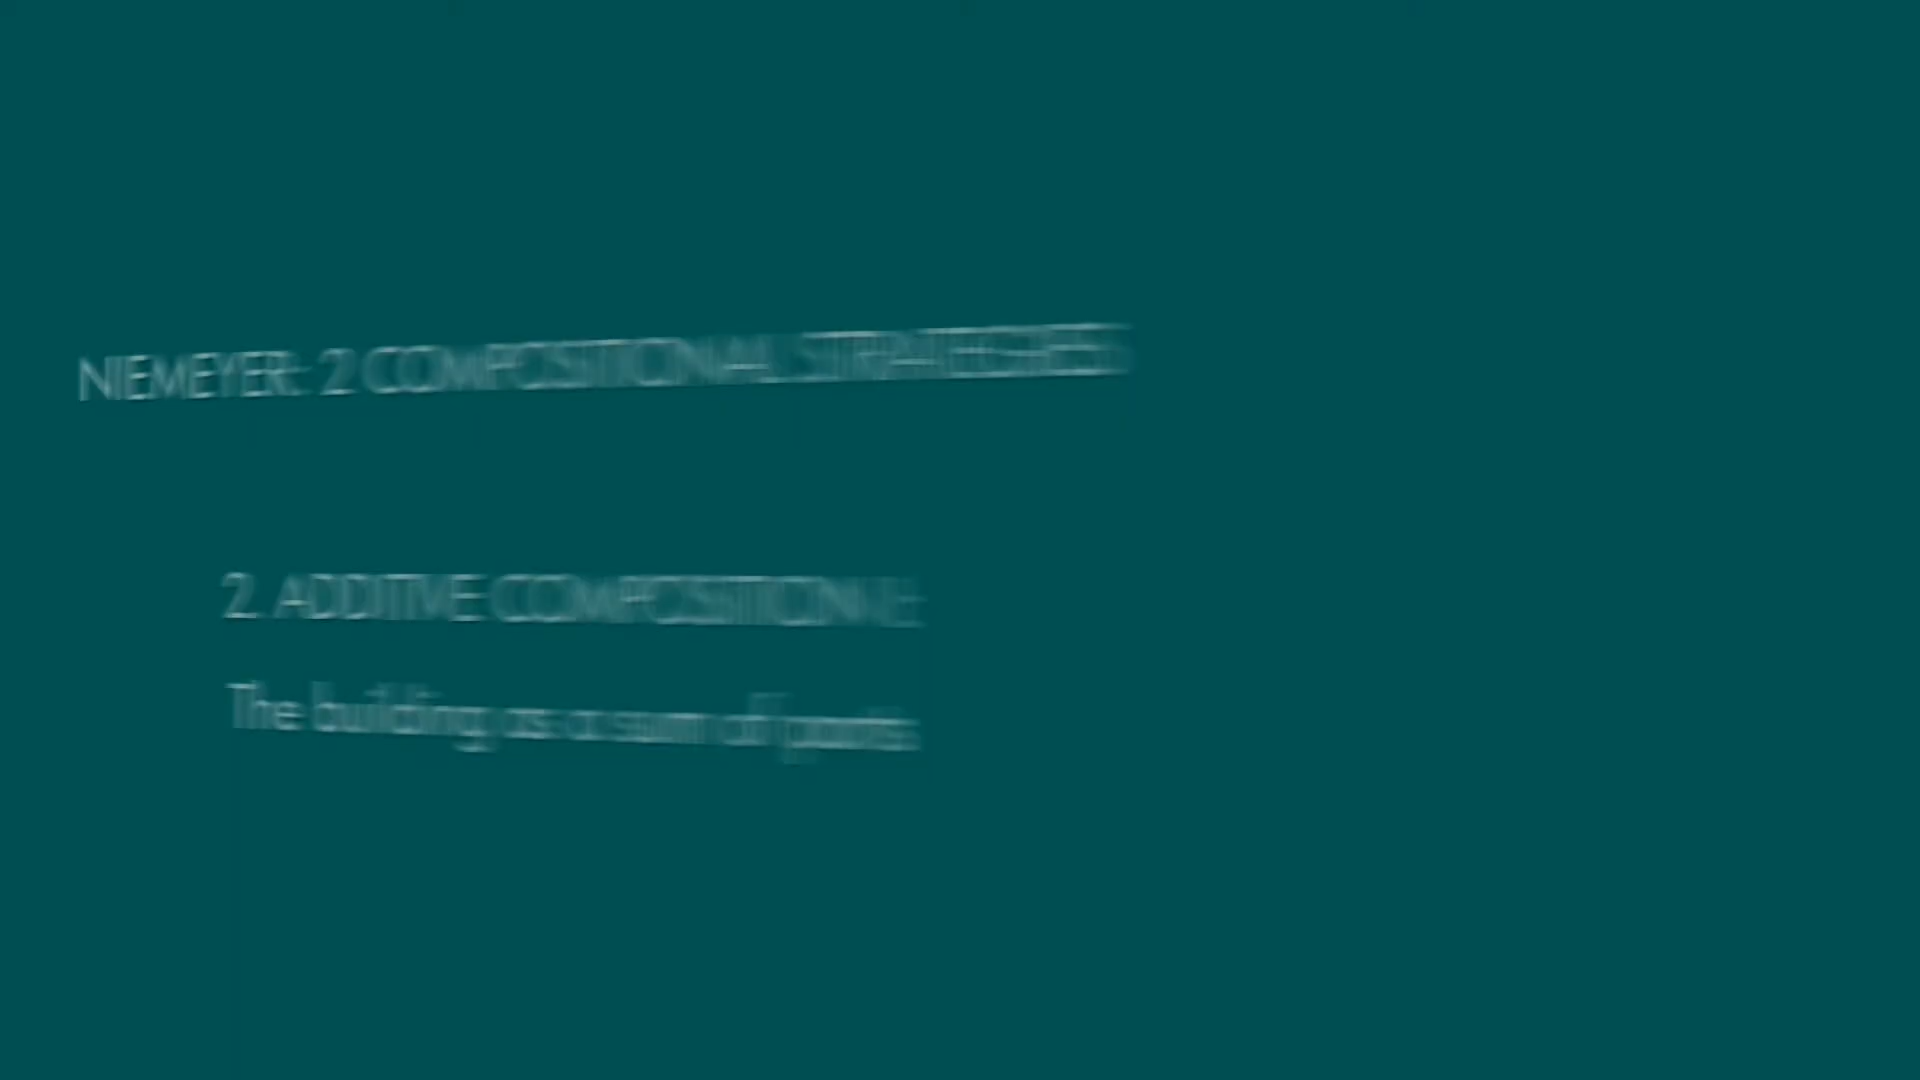 NIEMEYER: 2 COMPOSITIONAL STRATEGIES
2. ADDITIVE COMPOSITION
The building as a sum of parts